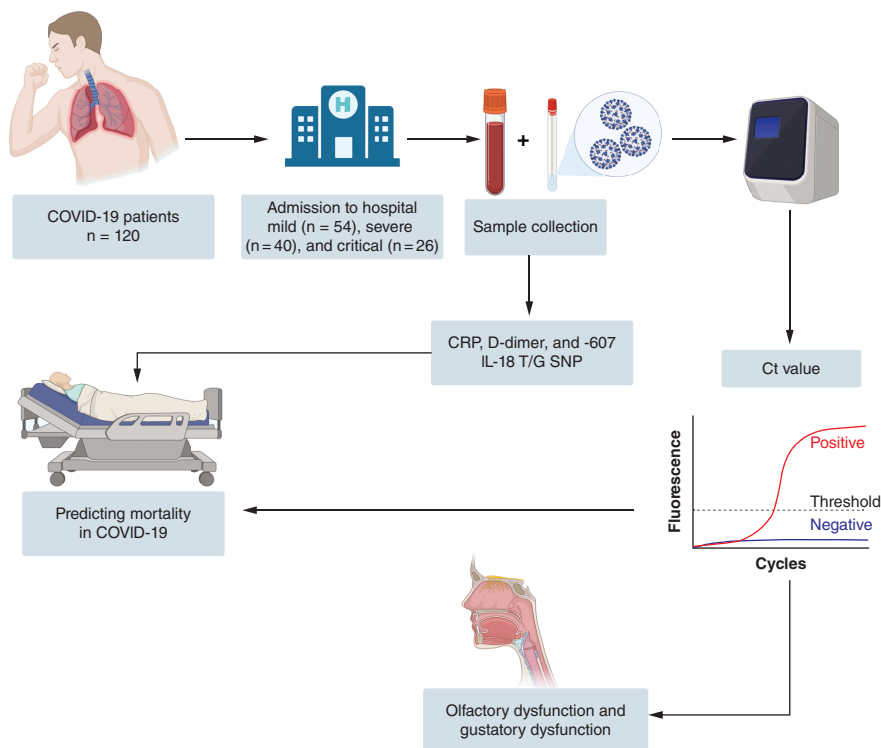 H
+
COVID-19 patients
n = 120
Admission to hospital
mild (n = 54), severe
(n = 40), and critical (n = 26)
Sample collection
CRP, D-dimer, and -607
IL-18 T/G SNP
Ct value
Fluorescence
Positive
Threshold
Negative
Cycles
Predicting mortality
in COVID-19
Olfactory dysfunction and
gustatory dysfunction